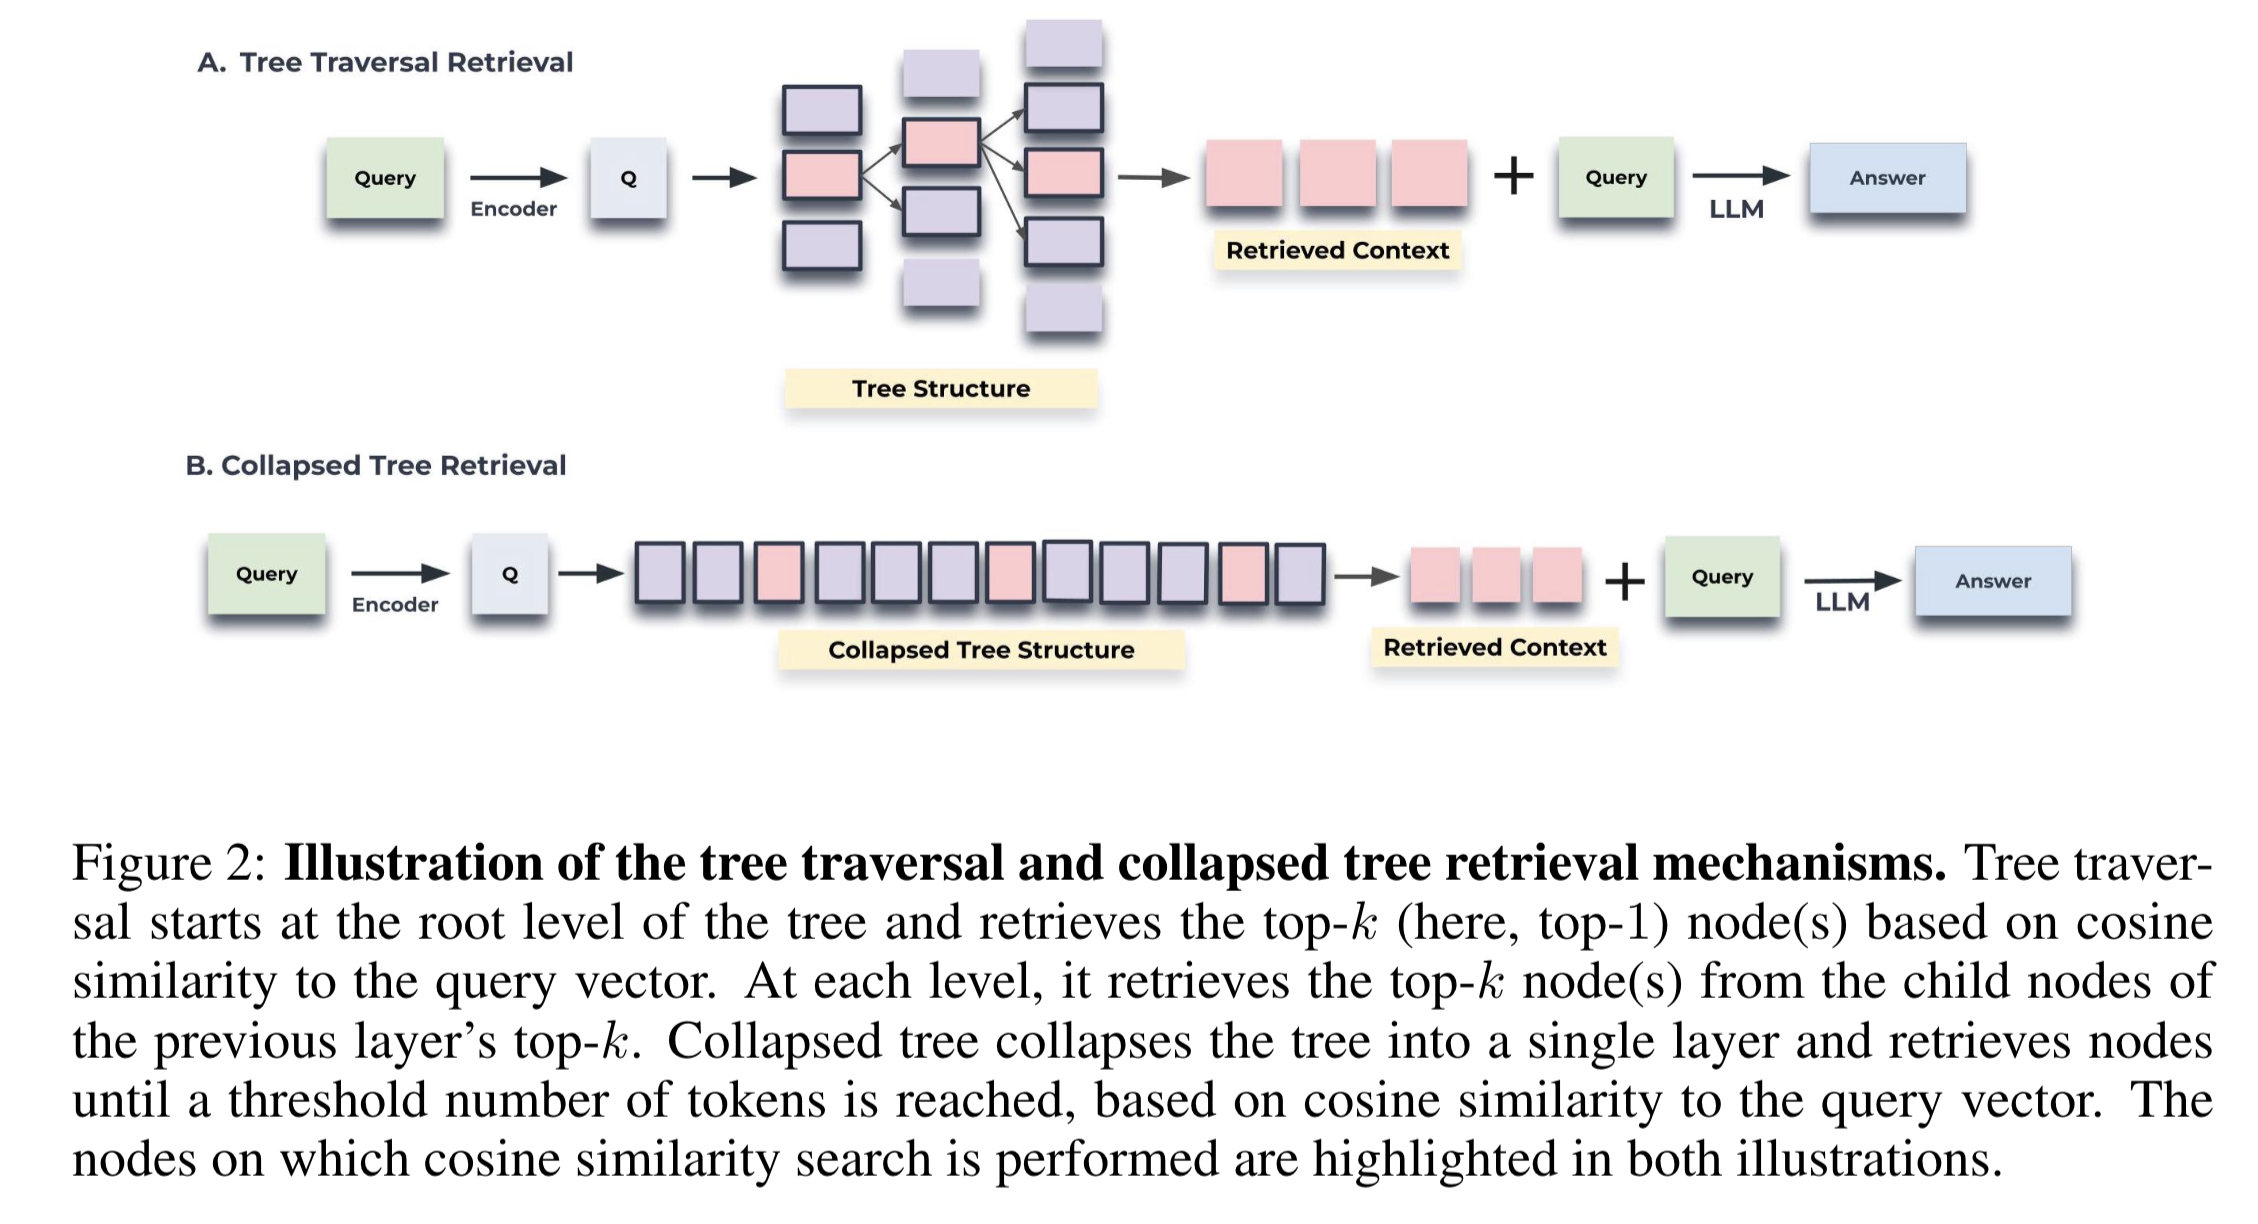 A. Tree Traversal Retrieval
Query
Encoder
Q
Tree Structure
Retrieved Context
+
Query
LLM
Answer
B. Collapsed Tree Retrieval
Query
Encoder
Q
Collapsed Tree Structure
Retrieved Context
+
Query
LLM
Answer
Figure 2: Illustration of the tree traversal and collapsed tree retrieval mechanisms. Tree traver-
sal starts at the root level of the tree and retrieves the top-k (here, top-1) node(s) based on cosine
similarity to the query vector. At each level, it retrieves the top-k node(s) from the child nodes of
the previous layer's top-k. Collapsed tree collapses the tree into a single layer and retrieves nodes
until a threshold number of tokens is reached, based on cosine similarity to the query vector. The
nodes on which cosine similarity search is performed are highlighted in both illustrations.